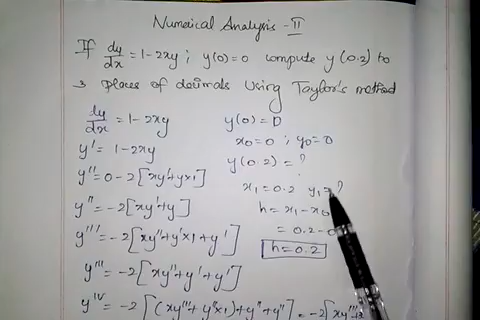 Numerical Analysis - II
If dy/dx = 1-2xy ; y(0)=0 compute y(0.2) to
3 places of decimals using Taylor's method
dy/dx = 1-2xy
y' = 1-2xy
y'' = 0-2[xy'+y×1]
y'' = -2[xy'+y]
y''' = -2[xy''+y'×1+y']
y''' = -2[xy''+y'+y']
y^IV = -2[(xy'''+y''×1)+y''+y''] = -2[xy'''+
y(0) = 0
x0=0 ; y0=0
y(0.2) = ?
x1=0.2 y1=?
h = x1-x0
= 0.2-0
h=0.2